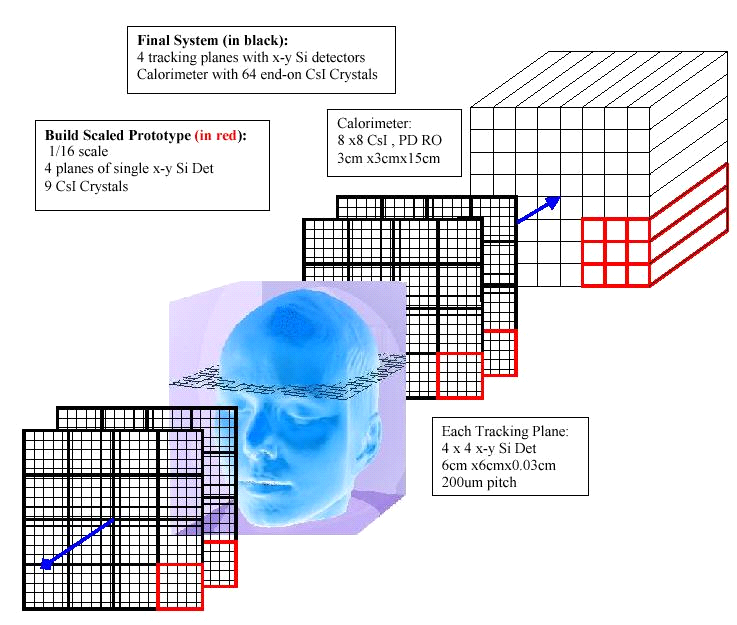 Final System (in black):
4 tracking planes with x-y Si detectors
Calorimeter with 64 end-on CsI Crystals
Calorimeter:
8 x8 CsI , PD RO
3cm x3cmx15cm
Build Scaled Prototype (in red):
1/16 scale
4 planes of single x-y Si Det
9 CsI Crystals
Each Tracking Plane:
4 x 4 x-y Si Det
6cm x6cmx0.03cm
200um pitch